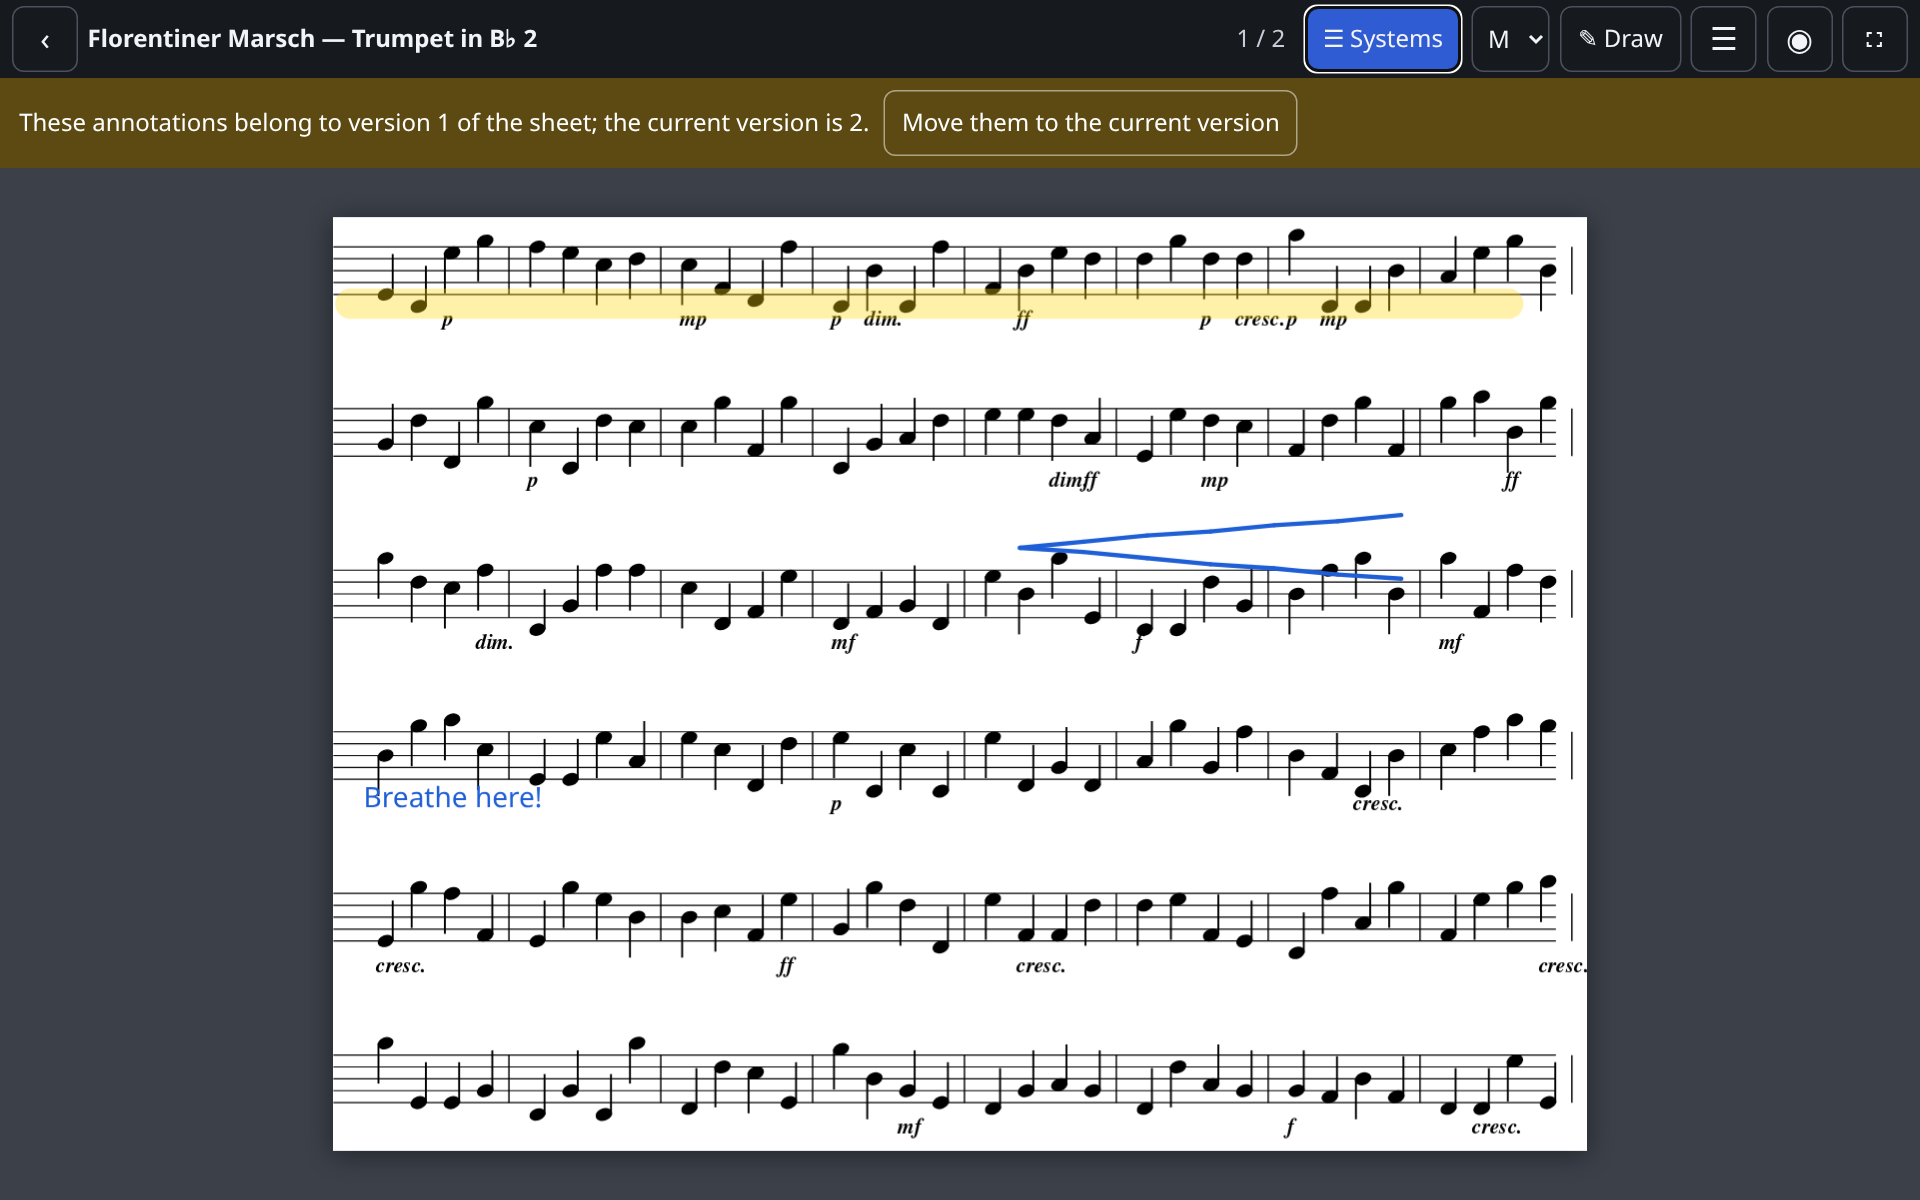 ‹ Florentiner Marsch — Trumpet in B♭ 2 1 / 2 ☰ Systems M ✎ Draw ☰ ◉
These annotations belong to version 1 of the sheet; the current version is 2. Move them to the current version
p mp p dim. ff p cresc. p mp
p dimff mp ff
dim. mf f mf
Breathe here! p cresc.
cresc. ff cresc. cresc.
mf f cresc.